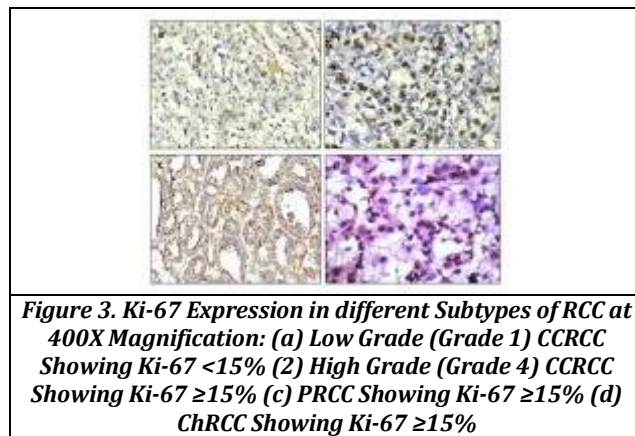 Figure 3. Ki-67 Expression in different Subtypes of RCC at
400X Magnification: (a) Low Grade (Grade 1) CCRCC
Showing Ki-67 <15% (2) High Grade (Grade 4) CCRCC
Showing Ki-67 ≥15% (c) PRCC Showing Ki-67 ≥15% (d)
ChRCC Showing Ki-67 ≥15%